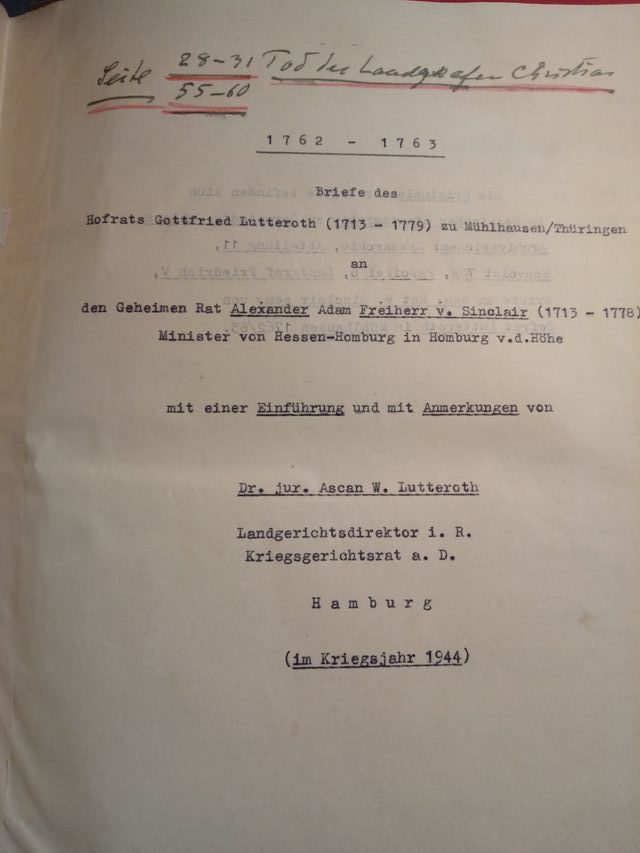 Seite 28-31 Tod des Landgrafen Christian
55-60
1762 - 1763
Briefe des
Hofrats Gottfried Lutteroth (1713 - 1779) zu Mühlhausen/Thüringen
an
den Geheimen Rat Alexander Adam Freiherr v. Sinclair (1713 - 1778)
Minister von Hessen-Homburg in Homburg v.d.Höhe
mit einer Einführung und mit Anmerkungen von
Dr. jur. Ascan W. Lutteroth
Landgerichtsdirektor i. R.
Kriegsgerichtsrat a. D.
Hamburg
(im Kriegsjahr 1944)